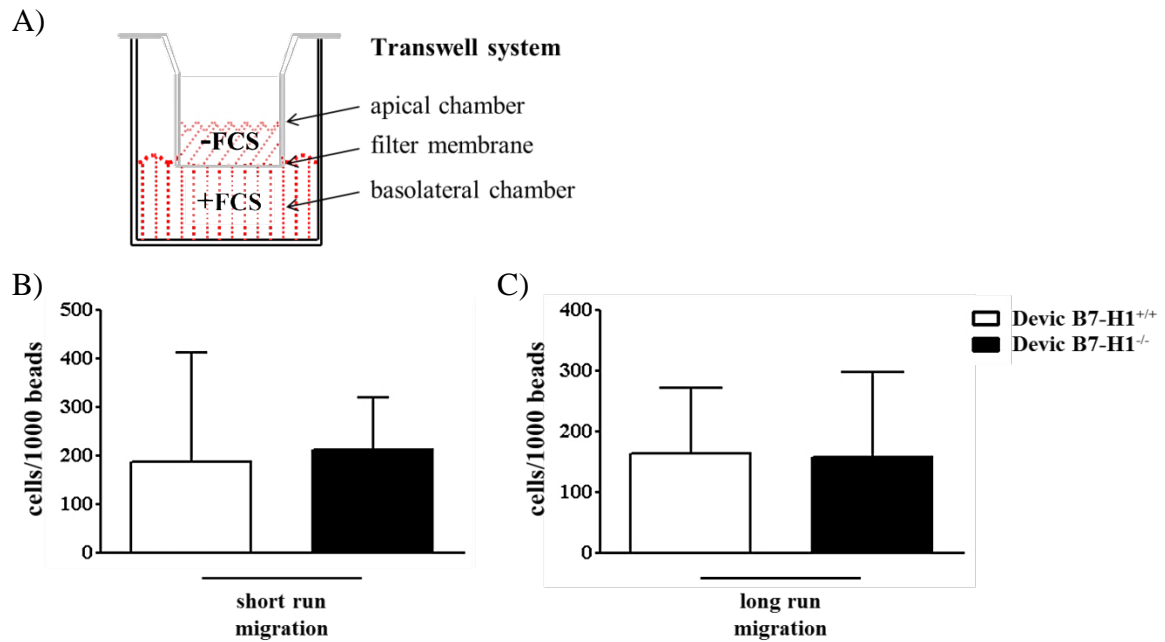 A)
Transwell system
apical chamber
-FCS
filter membrane
+FCS
basolateral chamber
B)
500
400
300
200
100
0
cells/1000 beads
short run
migration
C)
400
300
200
100
0
cells/1000 beads
long run
migration
Devic B7-H1+/+
Devic B7-H1-/-